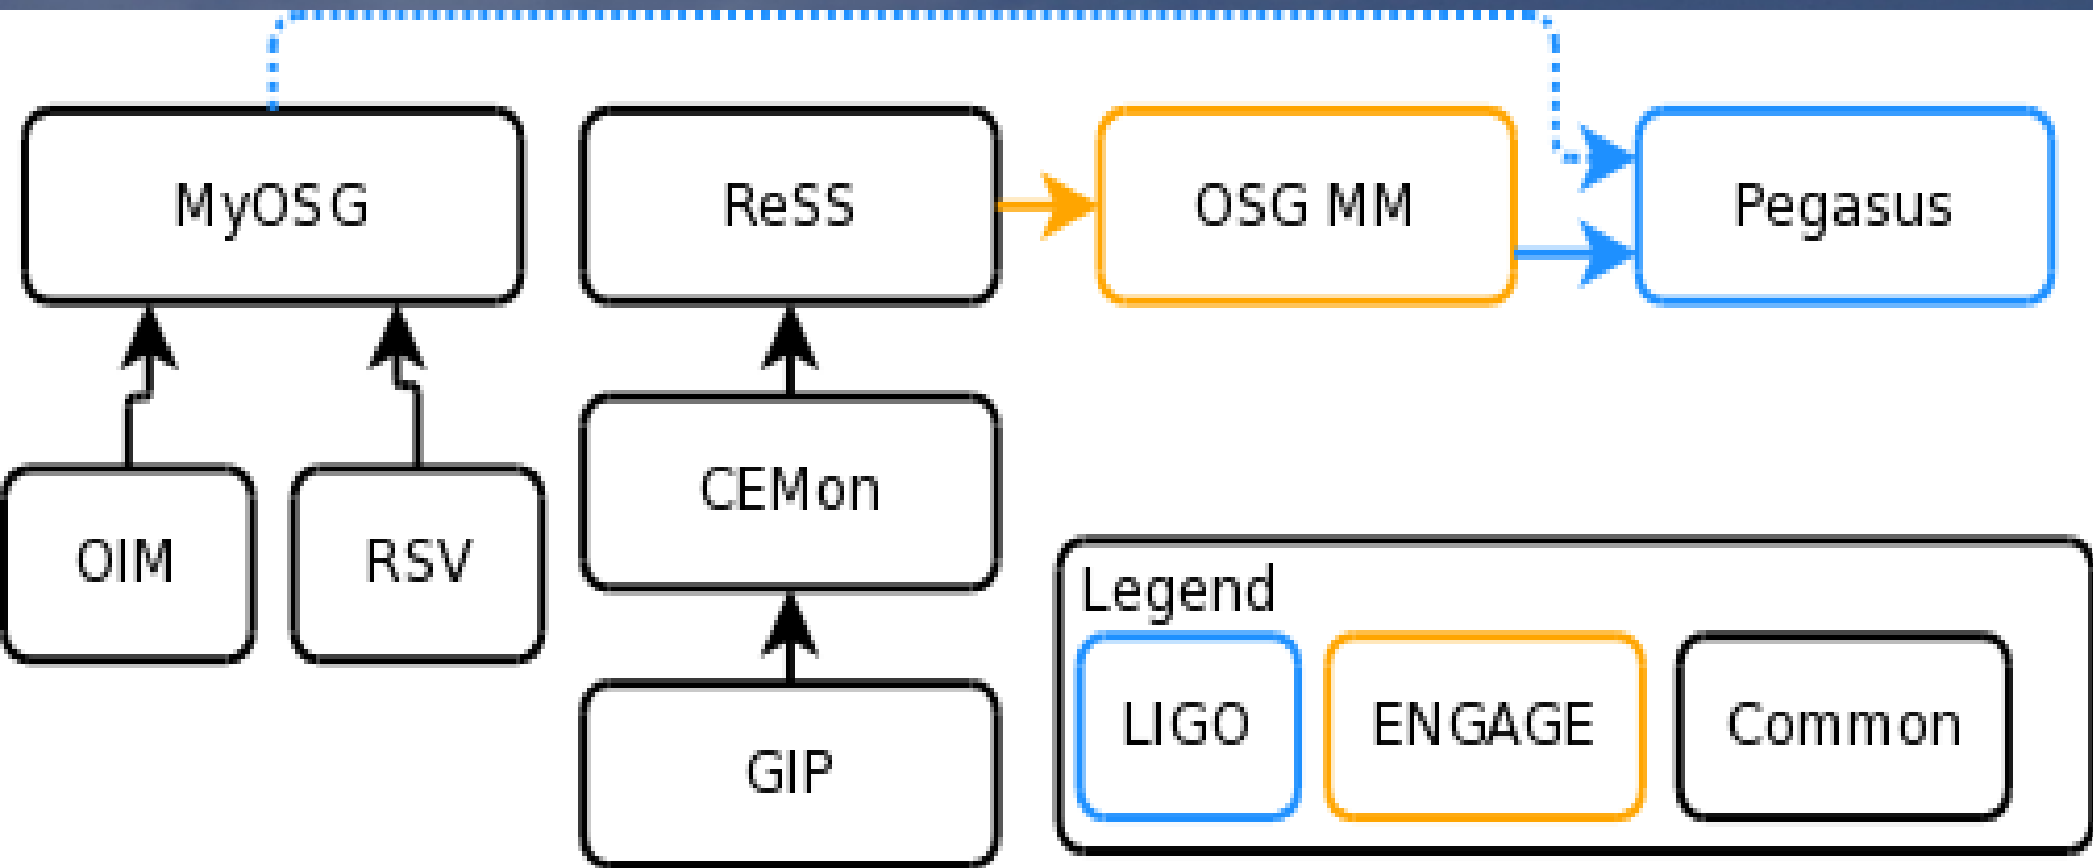 MyOSG
ReSS
OSG MM
Pegasus
OIM
RSV
CEMon
GIP
Legend
LIGO
ENGAGE
Common